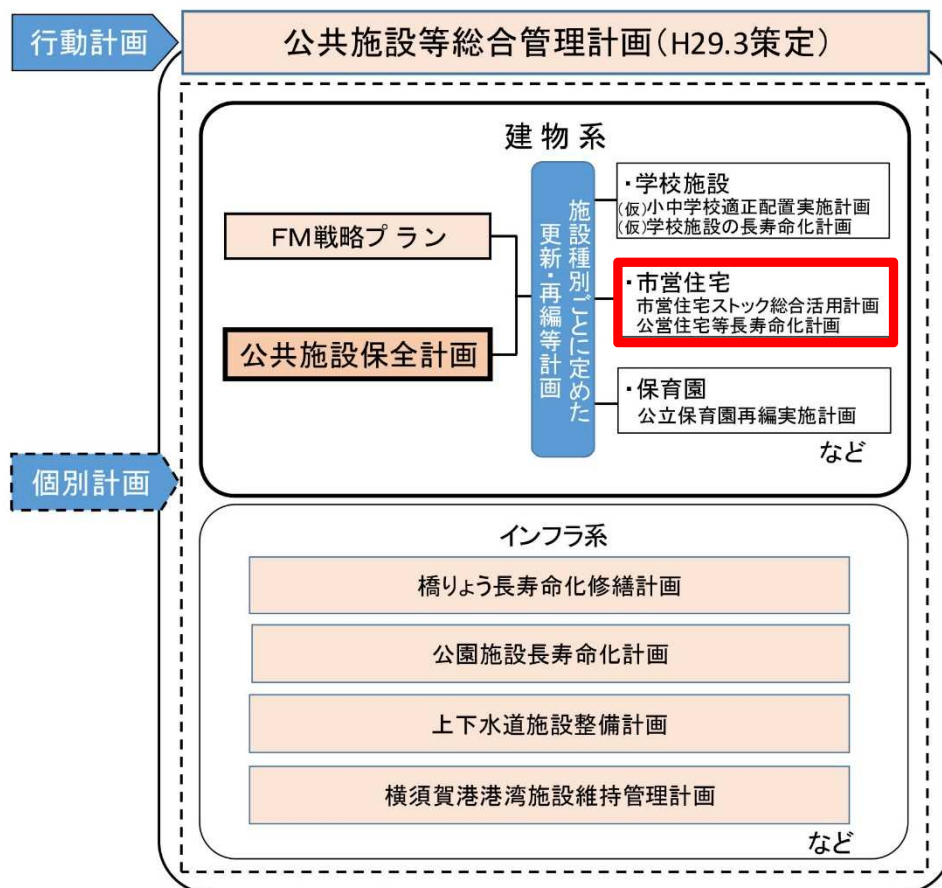 行動計画
公共施設等総合管理計画(H29.3策定)
個別計画
建物系
FM戦略プラン
公共施設保全計画
施設種別ごとに定めた
更新・再編等計画
・学校施設
(仮)小中学校適正配置実施計画
(仮)学校施設の長寿命化計画
・市営住宅
市営住宅ストック総合活用計画
公営住宅等長寿命化計画
・保育園
公立保育園再編実施計画
など
インフラ系
橋りょう長寿命化修繕計画
公園施設長寿命化計画
上下水道施設整備計画
横須賀港港湾施設維持管理計画
など